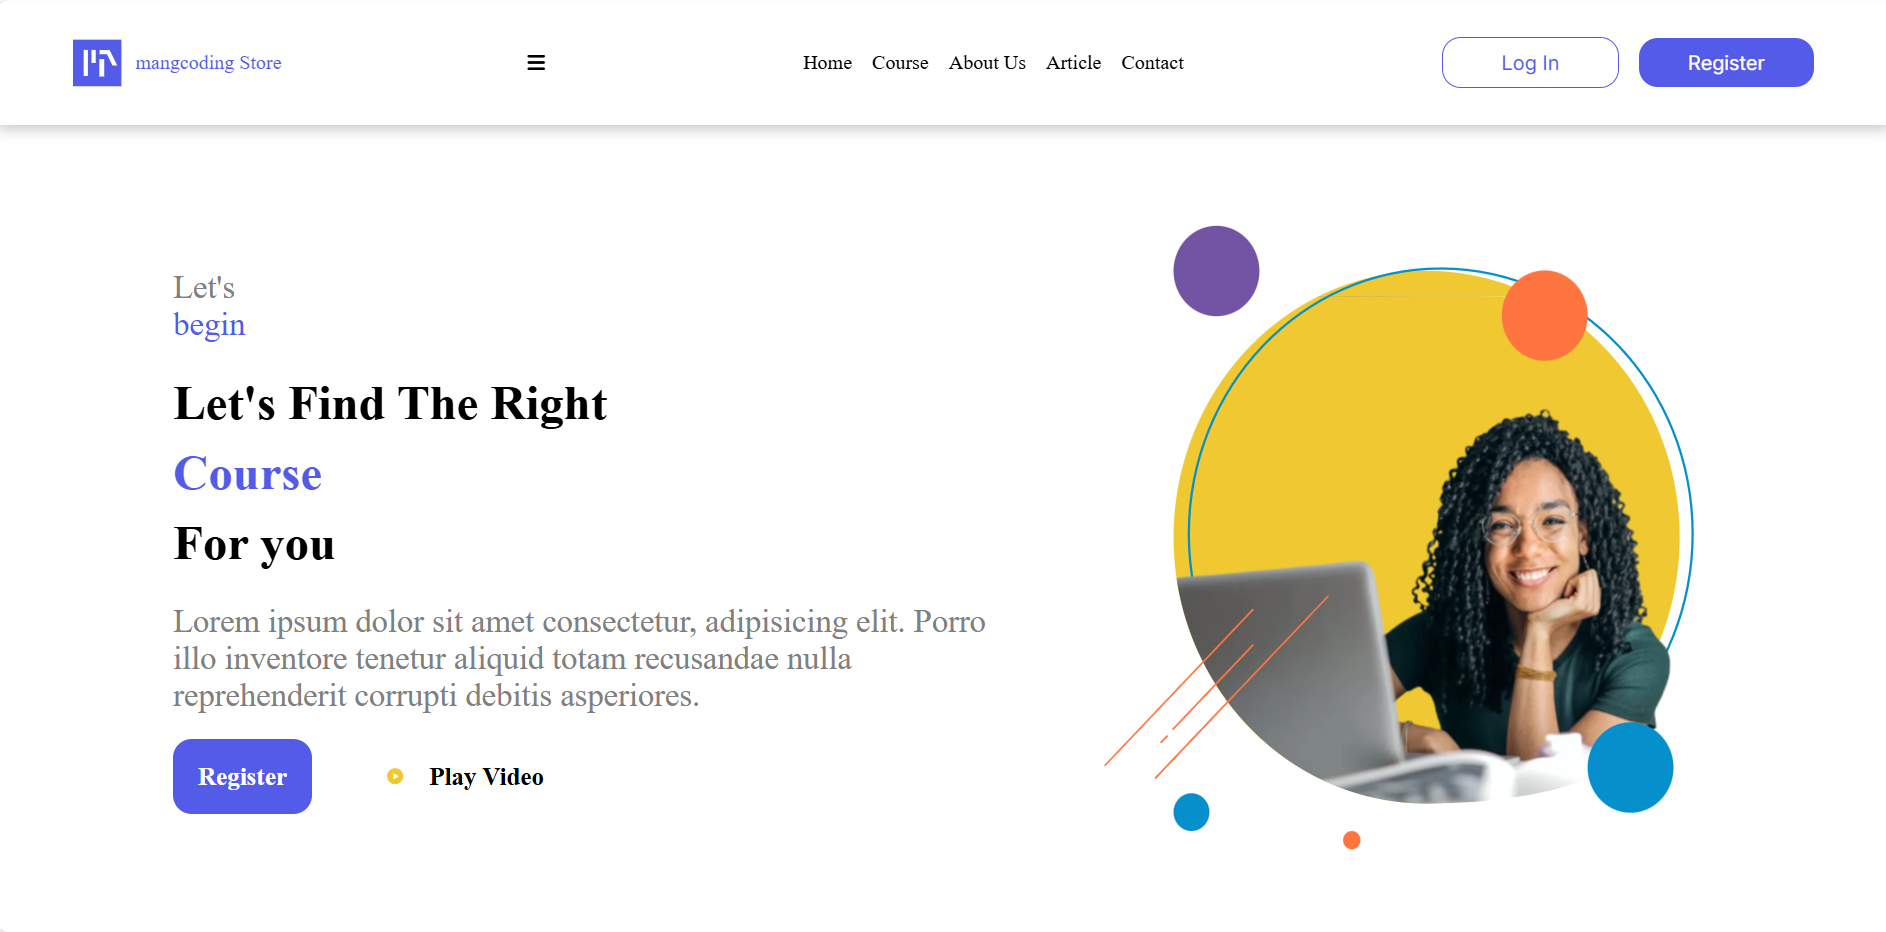 mangcoding Store
Home Course About Us Article Contact
Log In
Register
Let's
begin
Let's Find The Right
Course
For you
Lorem ipsum dolor sit amet consectetur, adipisicing elit. Porro
illo inventore tenetur aliquid totam recusandae nulla
reprehenderit corrupti debitis asperiores.
Register
Play Video